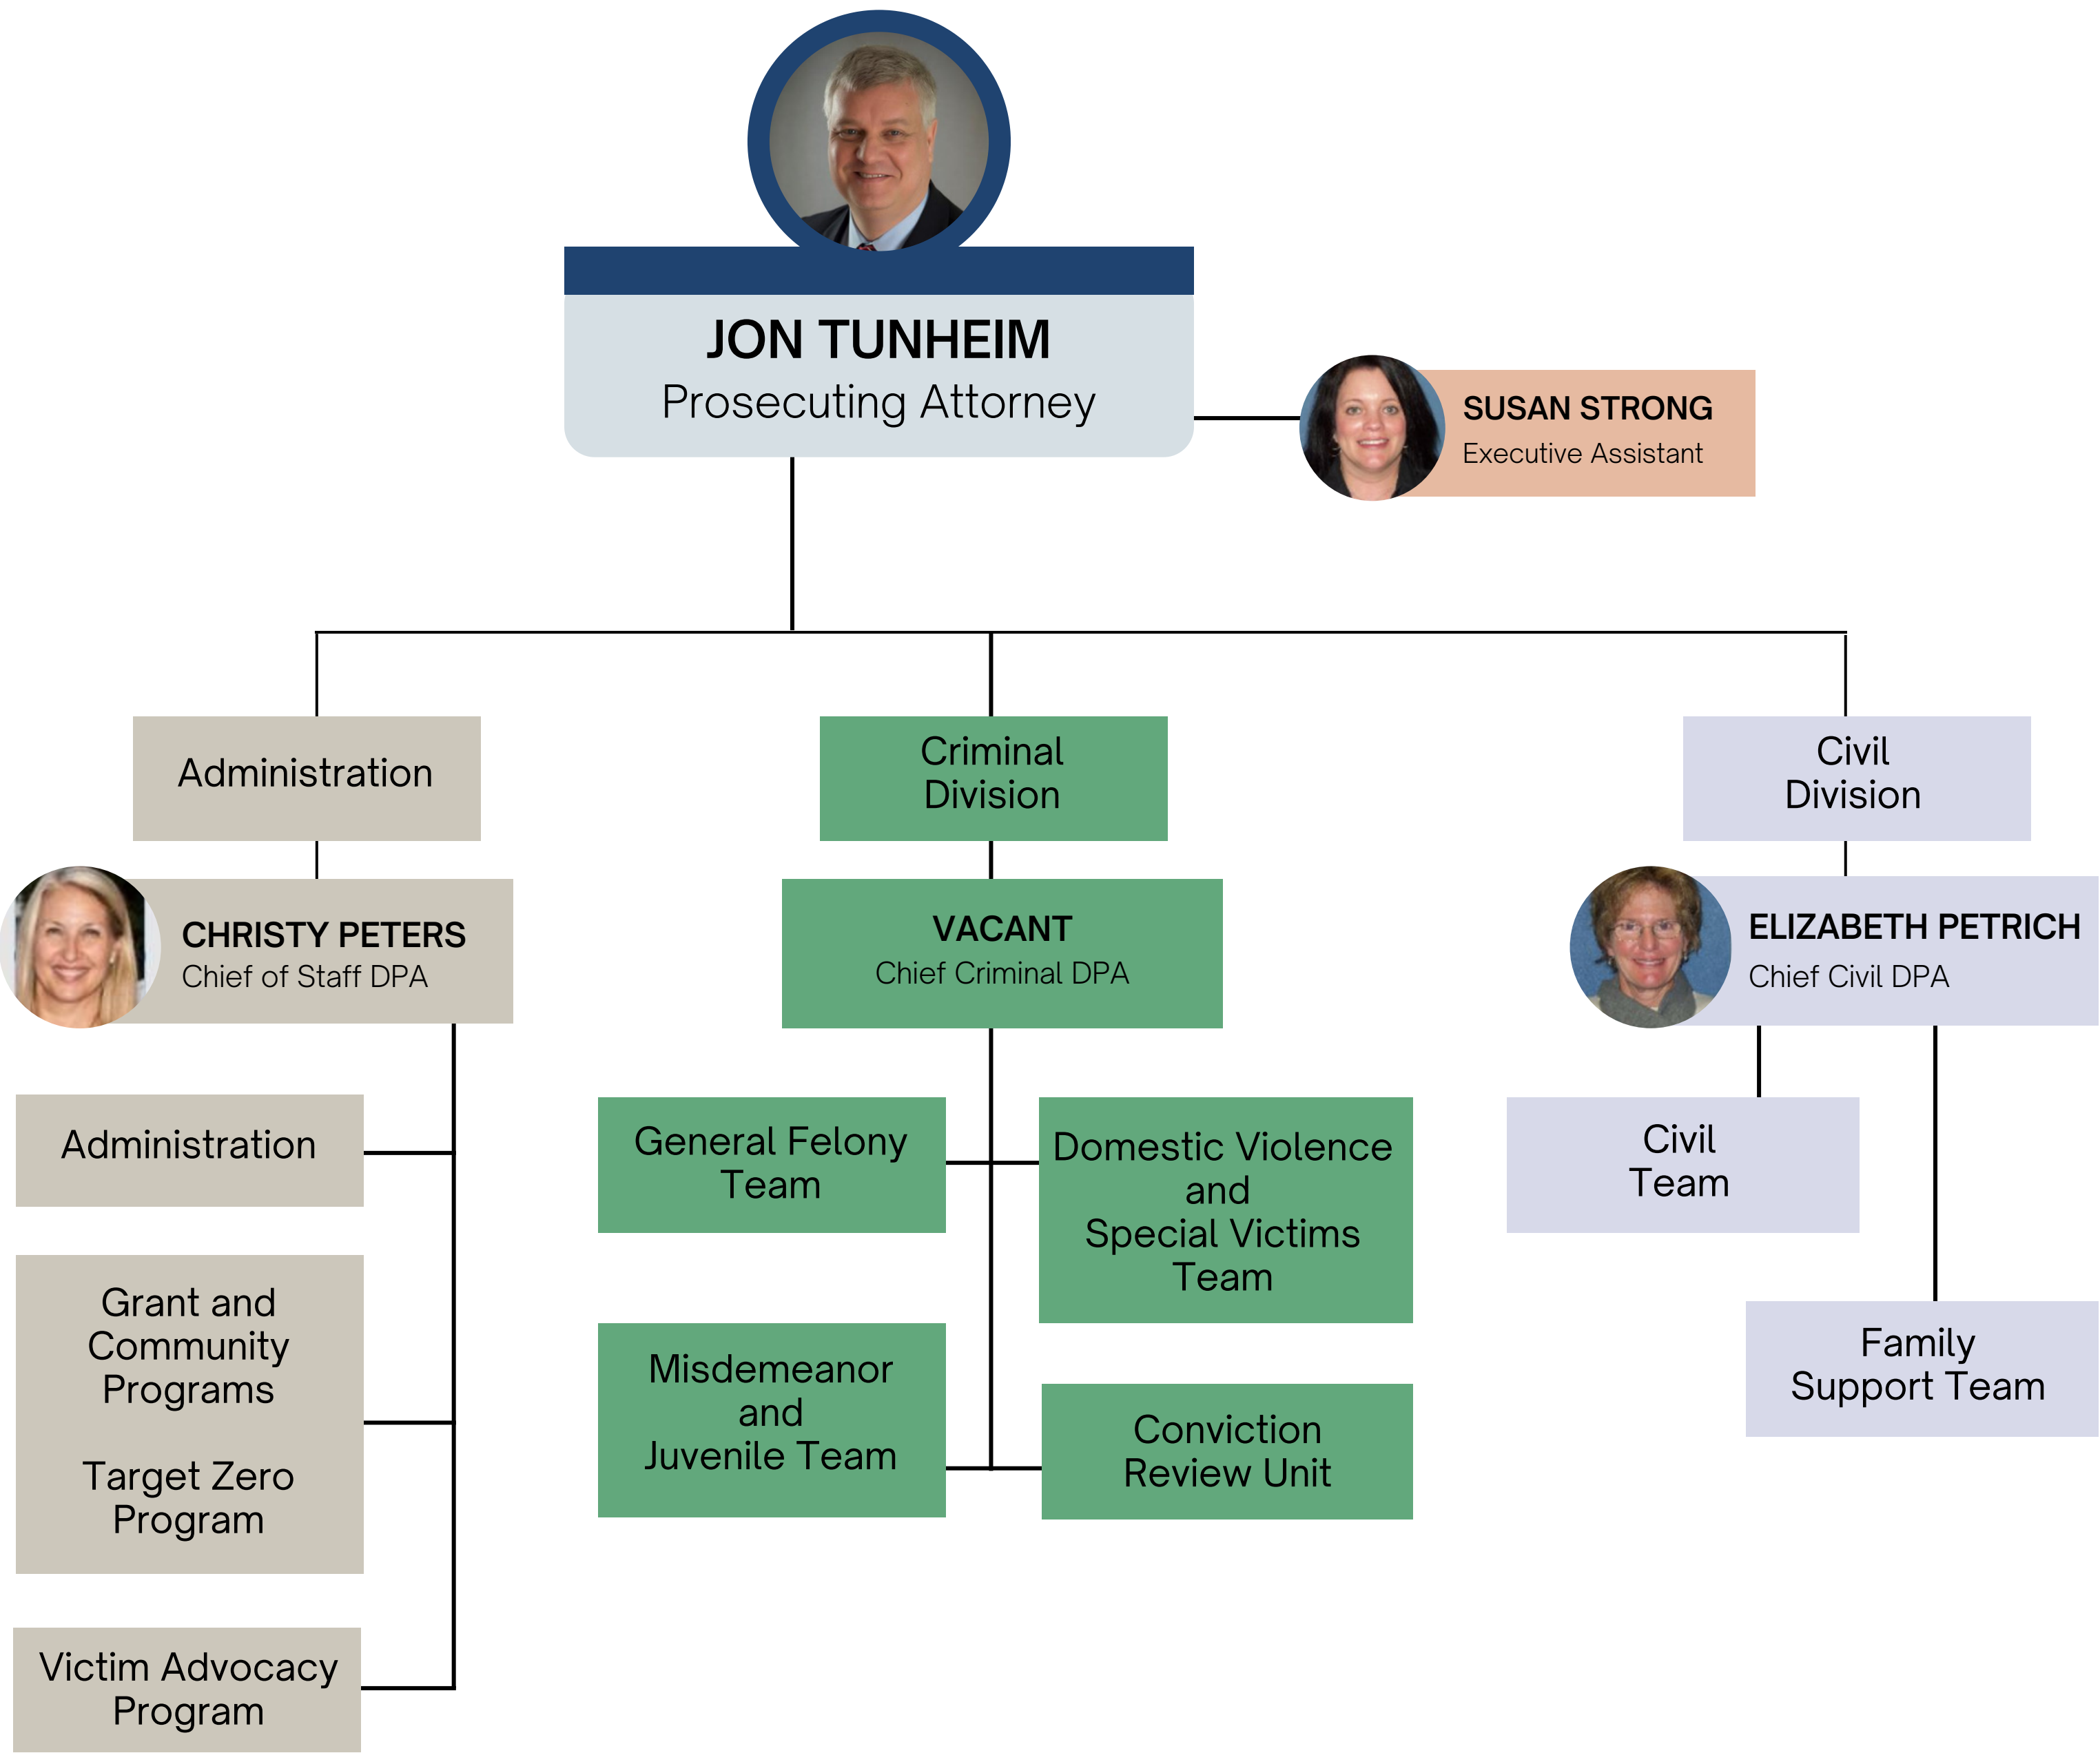 JON TUNHEIM
Prosecuting Attorney
SUSAN STRONG
Executive Assistant
Administration
CHRISTY PETERS
Chief of Staff DPA
Administration
Grant and
Community
Programs
Target Zero
Program
Victim Advocacy
Program
Criminal
Division
VACANT
Chief Criminal DPA
General Felony
Team
Domestic Violence
and
Special Victims
Team
Misdemeanor
and
Juvenile Team
Conviction
Review Unit
Civil
Division
ELIZABETH PETRICH
Chief Civil DPA
Civil
Team
Family
Support Team